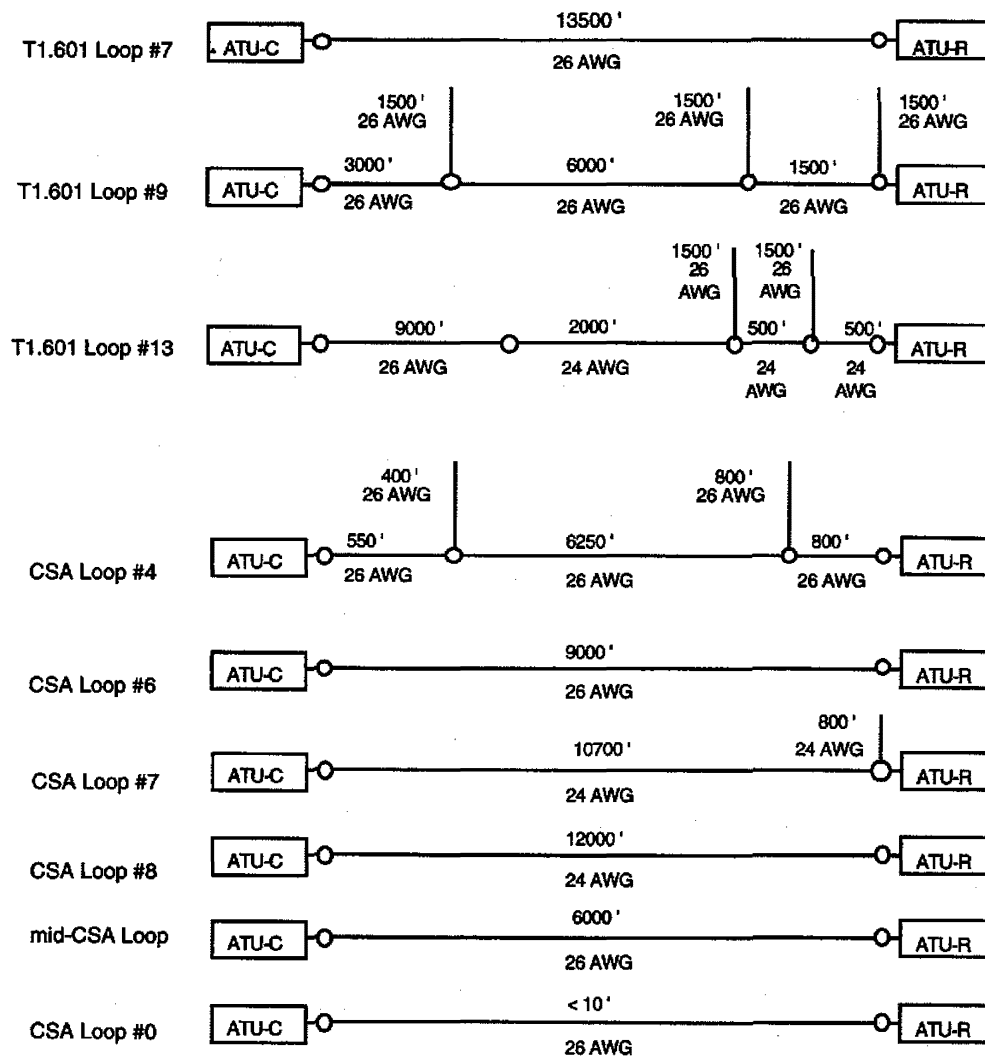 13500'
T1.601 Loop #7 ATU-C ATU-R
26 AWG
1500' 1500' 1500'
26 AWG 26 AWG 26 AWG
3000' 6000' 1500'
T1.601 Loop #9 ATU-C ATU-R
26 AWG 26 AWG 26 AWG
1500' 1500'
26 26
AWG AWG
9000' 2000' 500' 500'
T1.601 Loop #13 ATU-C ATU-R
26 AWG 24 AWG 24 24
AWG AWG
400' 800'
26 AWG 26 AWG
550' 6250' 800'
CSA Loop #4 ATU-C ATU-R
26 AWG 26 AWG 26 AWG
9000'
CSA Loop #6 ATU-C ATU-R
26 AWG
800'
10700' 24 AWG
CSA Loop #7 ATU-C ATU-R
24 AWG
12000'
CSA Loop #8 ATU-C ATU-R
24 AWG
6000'
mid-CSA Loop ATU-C ATU-R
26 AWG
< 10'
CSA Loop #0 ATU-C ATU-R
26 AWG